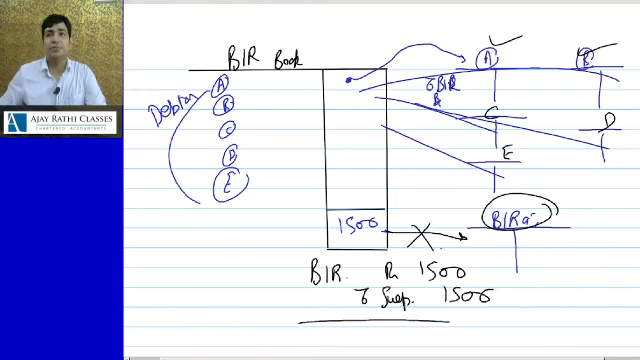 B/R Book
A
B
Debtors
A
B
C
D
E
To B/R
C
D
E
AJAY RATHI CLASSES
CHARTERED ACCOUNTANTS
1500
B/R a/c
B/R Dr 1500
To Susp. 1500